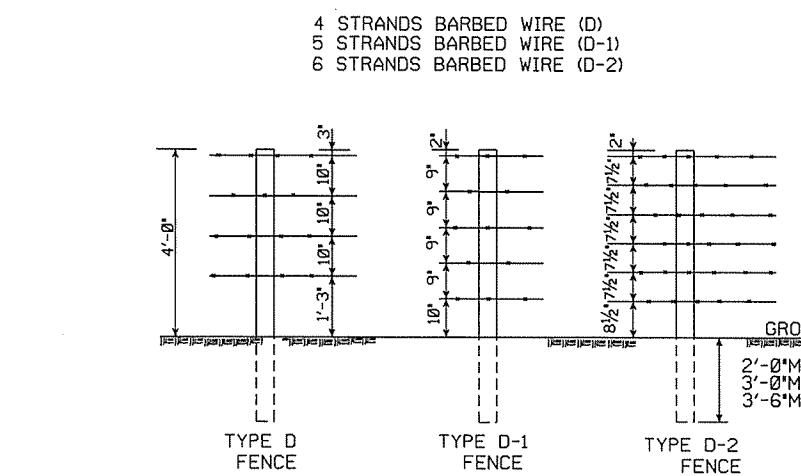 4 STRANDS BARBED WIRE (D)
5 STRANDS BARBED WIRE (D-1)
6 STRANDS BARBED WIRE (D-2)
4'-0"
3"
10"
10"
10"
1'-3"
2"
9"
9"
9"
9"
10"
2"
7½"
7½"
7½"
7½"
7½"
8½"
GRO
2'-0"M
3'-0"M
3'-6"M
TYPE D
FENCE
TYPE D-1
FENCE
TYPE D-2
FENCE